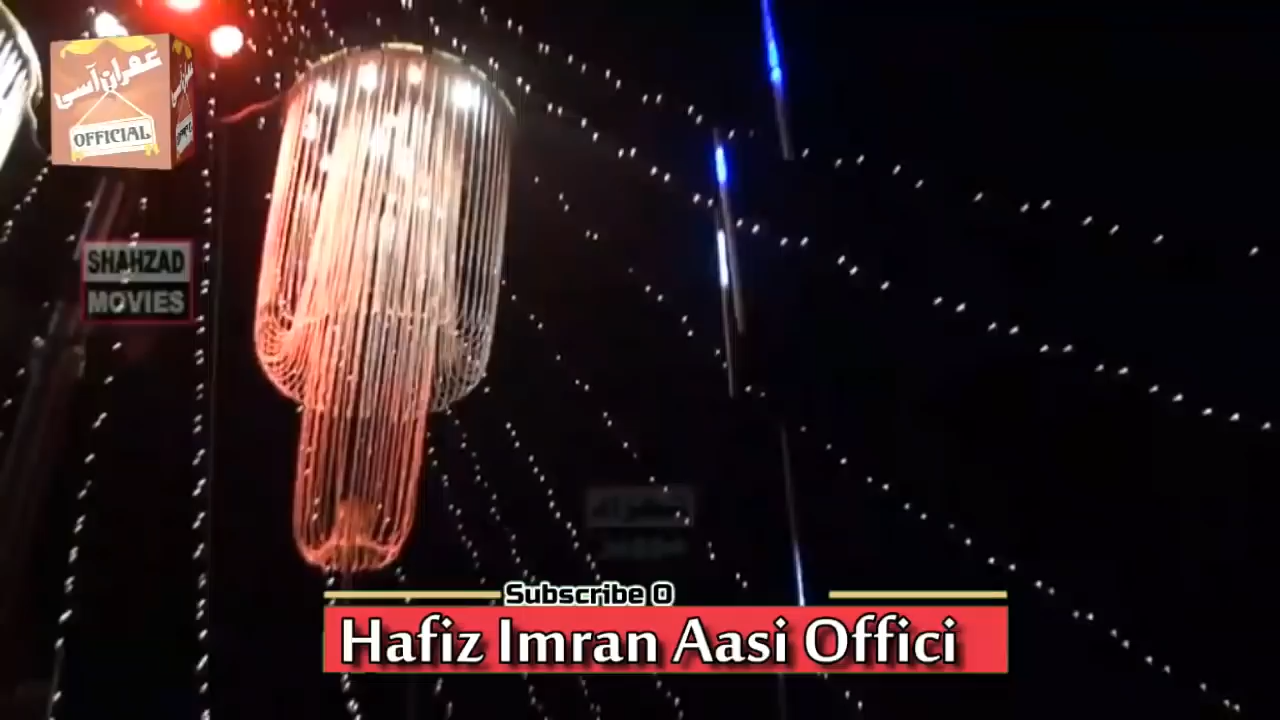 عمران آسی
OFFICIAL
SHAHZAD
MOVIES
Subscribe O
Hafiz Imran Aasi Offici